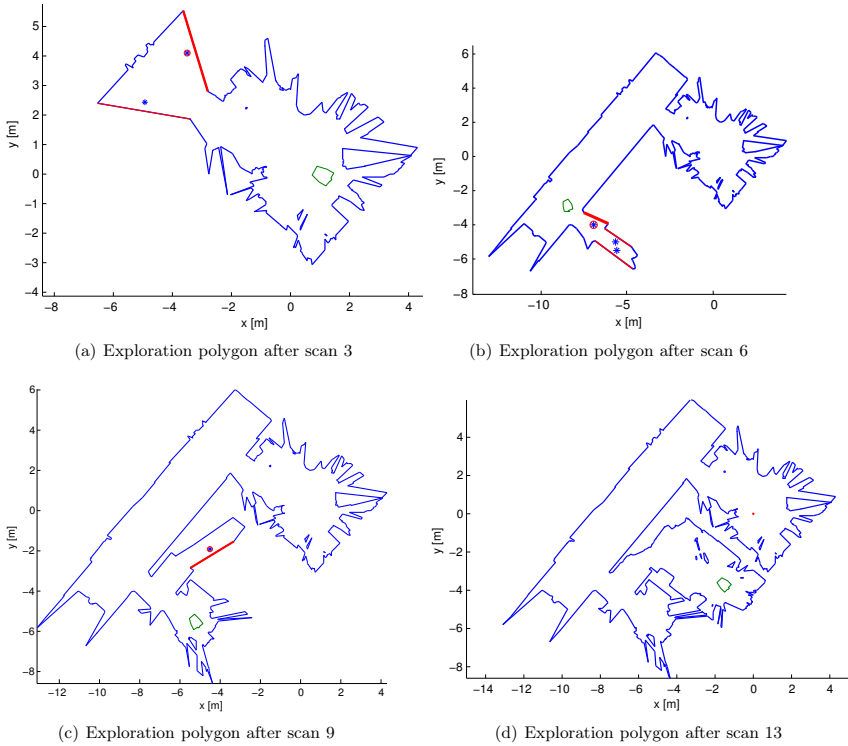 5
4
3
2
1
0
−1
−2
−3
−4
y [m]
−8 −6 −4 −2 0 2 4
x [m]
(a) Exploration polygon after scan 3
6
4
2
0
−2
−4
−6
−8
y [m]
−10 −5 0
x [m]
(b) Exploration polygon after scan 6
6
4
2
0
−2
−4
−6
−8
y [m]
−12 −10 −8 −6 −4 −2 0 2 4
x [m]
(c) Exploration polygon after scan 9
4
2
0
−2
−4
−6
−8
y [m]
−14 −12 −10 −8 −6 −4 −2 0 2 4
x [m]
(d) Exploration polygon after scan 13